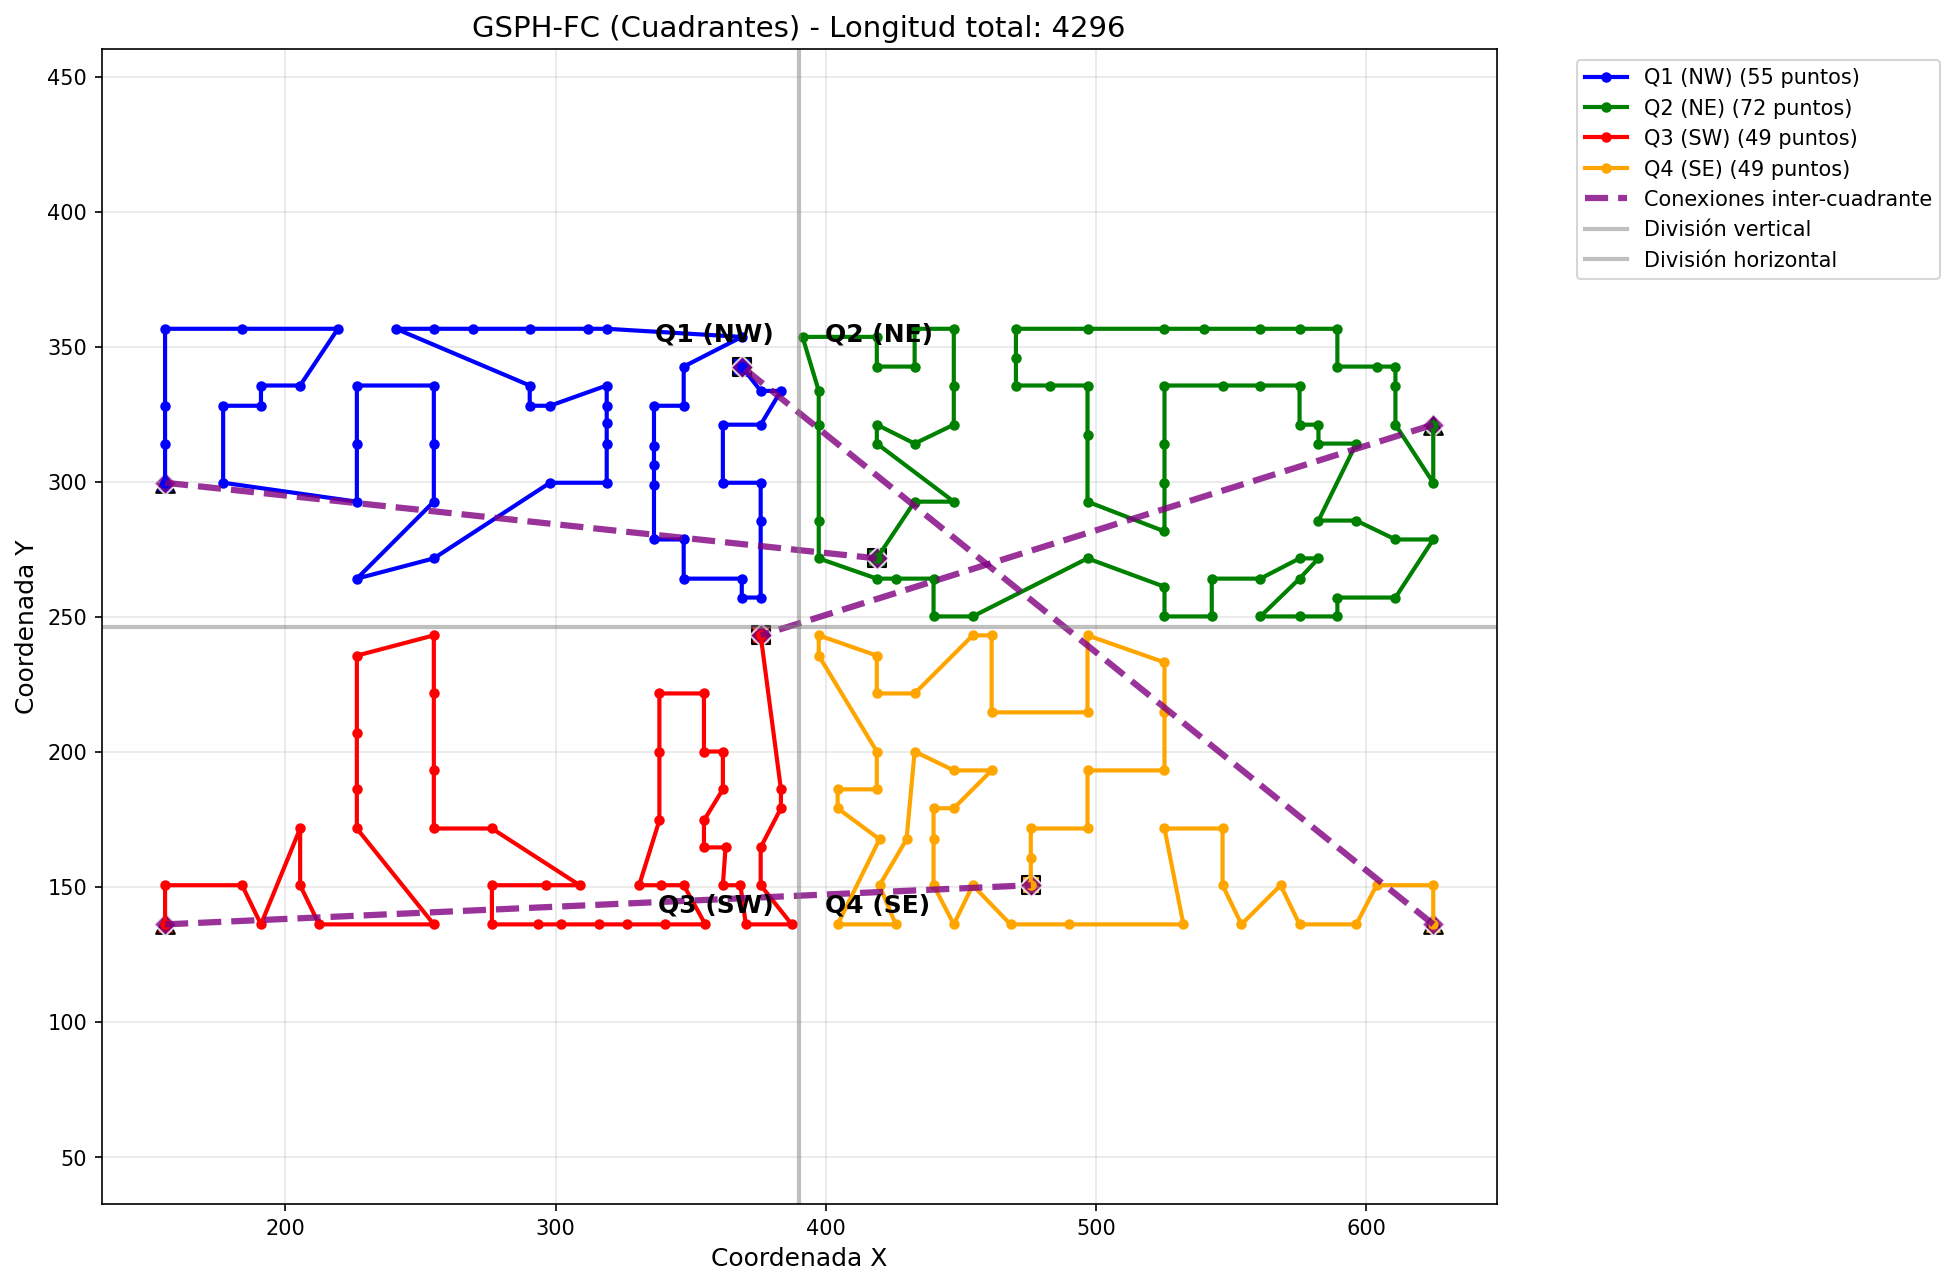 GSPH-FC (Cuadrantes) - Longitud total: 4296
Q1 (NW) (55 puntos)
Q2 (NE) (72 puntos)
Q3 (SW) (49 puntos)
Q4 (SE) (49 puntos)
Conexiones inter-cuadrante
División vertical
División horizontal
Coordenada Y
450
400
350
300
250
200
150
100
50
Q1 (NW)
Q2 (NE)
Q3 (SW)
Q4 (SE)
200
300
400
500
600
Coordenada X